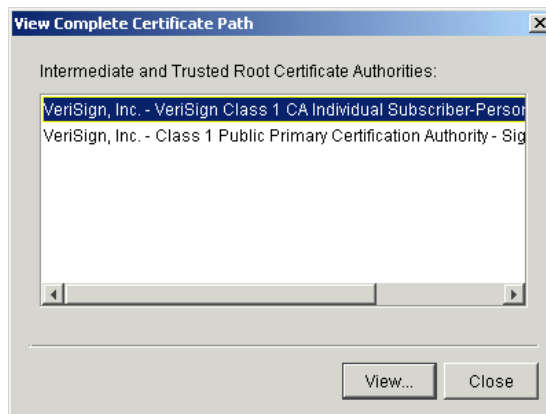 View Complete Certificate Path
Intermediate and Trusted Root Certificate Authorities:
VeriSign, Inc. - VeriSign Class 1 CA Individual Subscriber-Person
VeriSign, Inc. - Class 1 Public Primary Certification Authority - Sig
View... Close